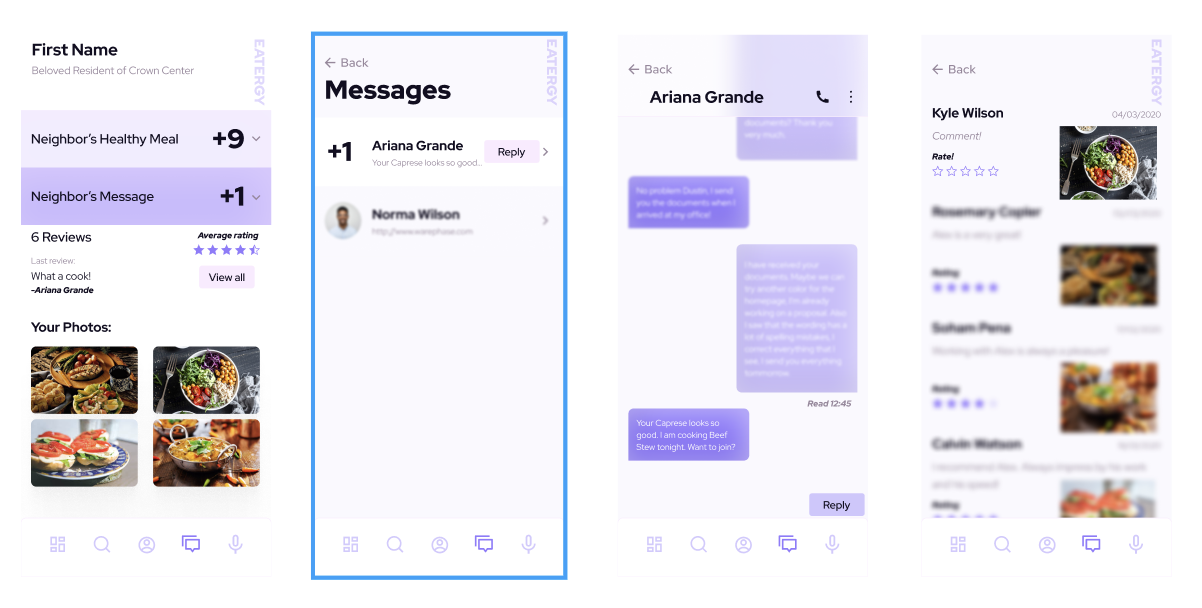 First Name
Beloved Resident of Crown Center
EATERGY
Neighbor's Healthy Meal
+9
Neighbor's Message
+1
6 Reviews
Average rating
Last review:
What a cook!
-Ariana Grande
View all
Your Photos:
Back
EATERGY
Messages
+1
Ariana Grande
Your Caprese looks so good..
Reply
Norma Wilson
http://www.warephase.com
Back
Ariana Grande
documents? Thank you
very much
No problem Dustin, I send
you the documents when I
arrived at my office!
I have received your
documents. Maybe we can
try another color for the
homepage, I'm already
working on a proposal. Also
I saw that the wording has a
lot of spelling mistakes, I
correct everything that I
see. I send you everything
tommorrow.
Read 12:45
Your Caprese looks so
good. I am cooking Beef
Stew tonight. Want to join?
Reply
Back
EATERGY
Kyle Wilson
04/03/2020
Comment!
Rate!
Rosemary Copler
Alex is a very good!
Rating
Soham Pena
Working with Alex is always a pleasure!
Rating
Calvin Watson
I recommend Alex. Always impress by his work
and his speed!
Rating